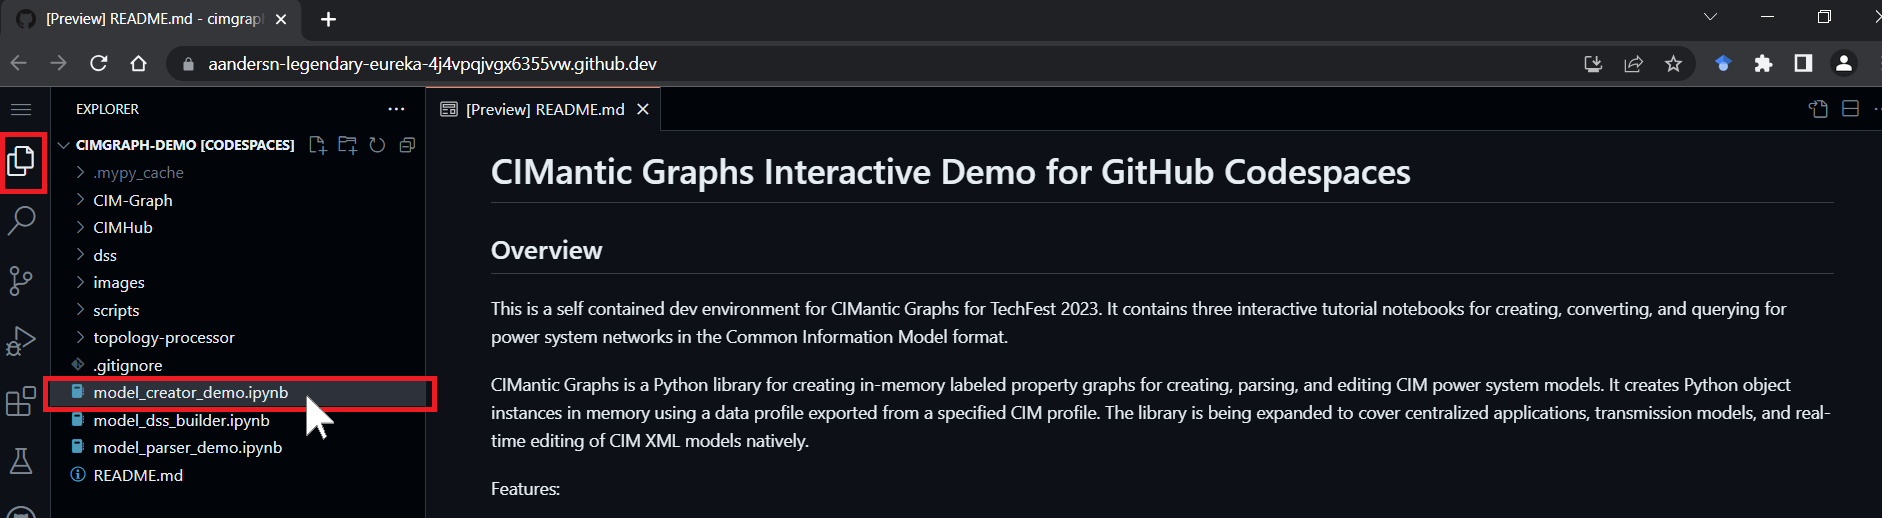 [Preview] README.md - cimgraph
aandersn-legendary-eureka-4j4vpqjvgx6355vw.github.dev
EXPLORER
[Preview] README.md
CIMGRAPH-DEMO [CODESPACES]
.mypy_cache
CIM-Graph
CIMHub
dss
images
scripts
topology-processor
.gitignore
model_creator_demo.ipynb
model_dss_builder.ipynb
model_parser_demo.ipynb
README.md
CIMantic Graphs Interactive Demo for GitHub Codespaces
Overview
This is a self contained dev environment for CIMantic Graphs for TechFest 2023. It contains three interactive tutorial notebooks for creating, converting, and querying for
power system networks in the Common Information Model format.
CIMantic Graphs is a Python library for creating in-memory labeled property graphs for creating, parsing, and editing CIM power system models. It creates Python object
instances in memory using a data profile exported from a specified CIM profile. The library is being expanded to cover centralized applications, transmission models, and real-
time editing of CIM XML models natively.
Features: